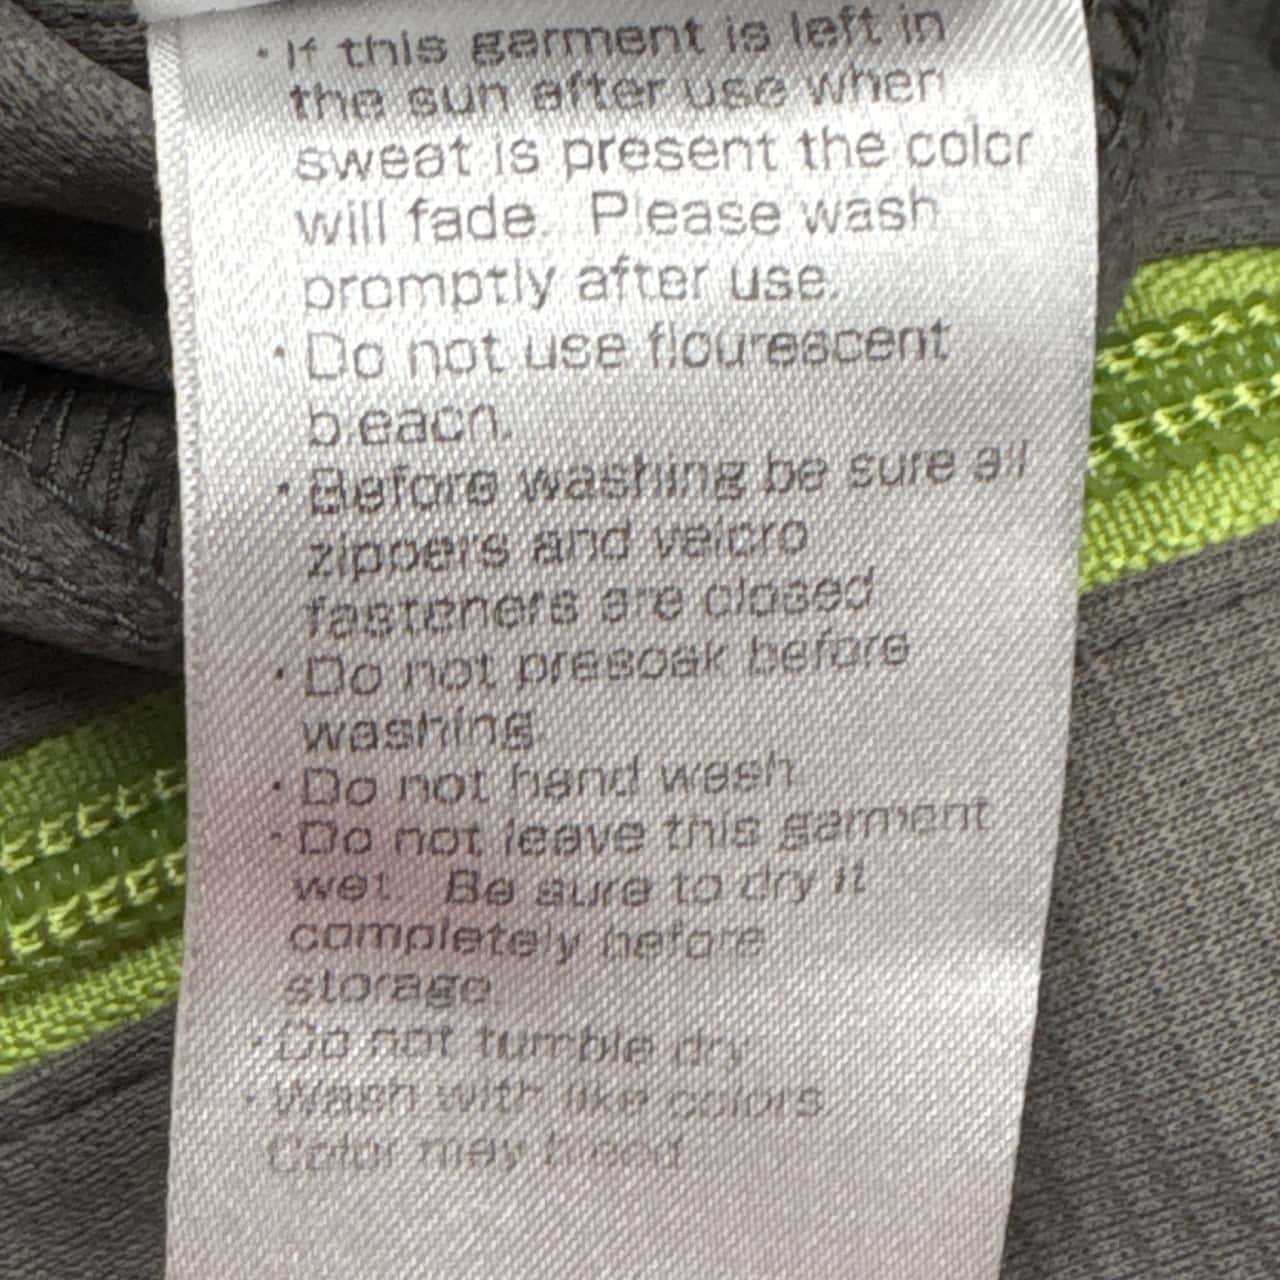 · If this garment is left in
the sun after use when
sweat is present the color
will fade. Please wash
promptly after use.
· Do not use flourescent
bleach.
· Before washing be sure all
zippers and velcro
fasteners are closed
· Do not presoak before
washing.
· Do not hand wash.
· Do not leave this garment
wet. Be sure to dry it
completely before
storage.
· Do not tumble dry.
· Wash with like colors.
Color may bleed